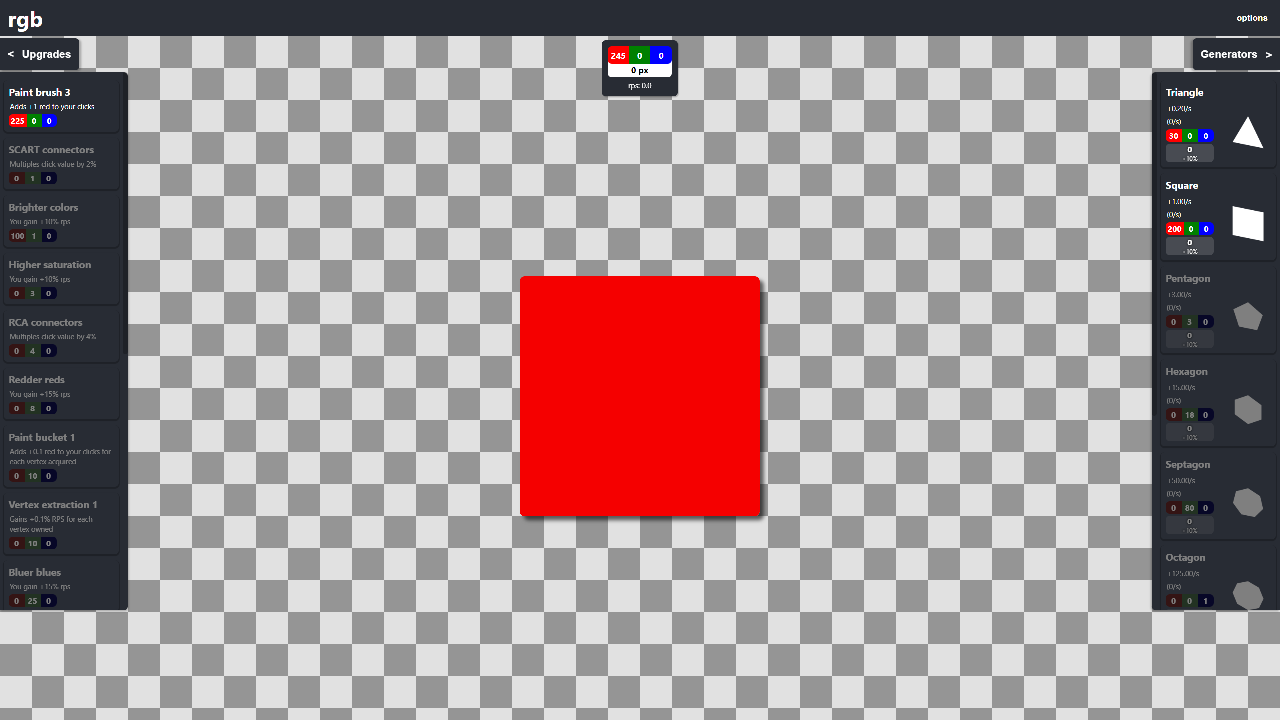 rgb
options
< Upgrades
245 0 0
0 px
rps: 0.0
Generators >
Paint brush 3
Adds +1 red to your clicks
225 0 0
SCART connectors
Multiples click value by 2%
0 1 0
Brighter colors
You gain +10% rps
100 1 0
Higher saturation
You gain +10% rps
0 3 0
RCA connectors
Multiples click value by 4%
0 4 0
Redder reds
You gain +15% rps
0 8 0
Paint bucket 1
Adds +0.1 red to your clicks for
each vertex acquired
0 10 0
Vertex extraction 1
Gains +0.1% RPS for each
vertex owned
0 10 0
Bluer blues
You gain +15% rps
0 25 0
Triangle
+0.20/s
(0/s)
30 0 0
0
-10%
Square
+1.00/s
(0/s)
200 0 0
0
-10%
Pentagon
+3.00/s
(0/s)
0 3 0
0
-10%
Hexagon
+15.00/s
(0/s)
0 18 0
0
-10%
Septagon
+50.00/s
(0/s)
0 80 0
0
-10%
Octagon
+125.00/s
(0/s)
0 0 1